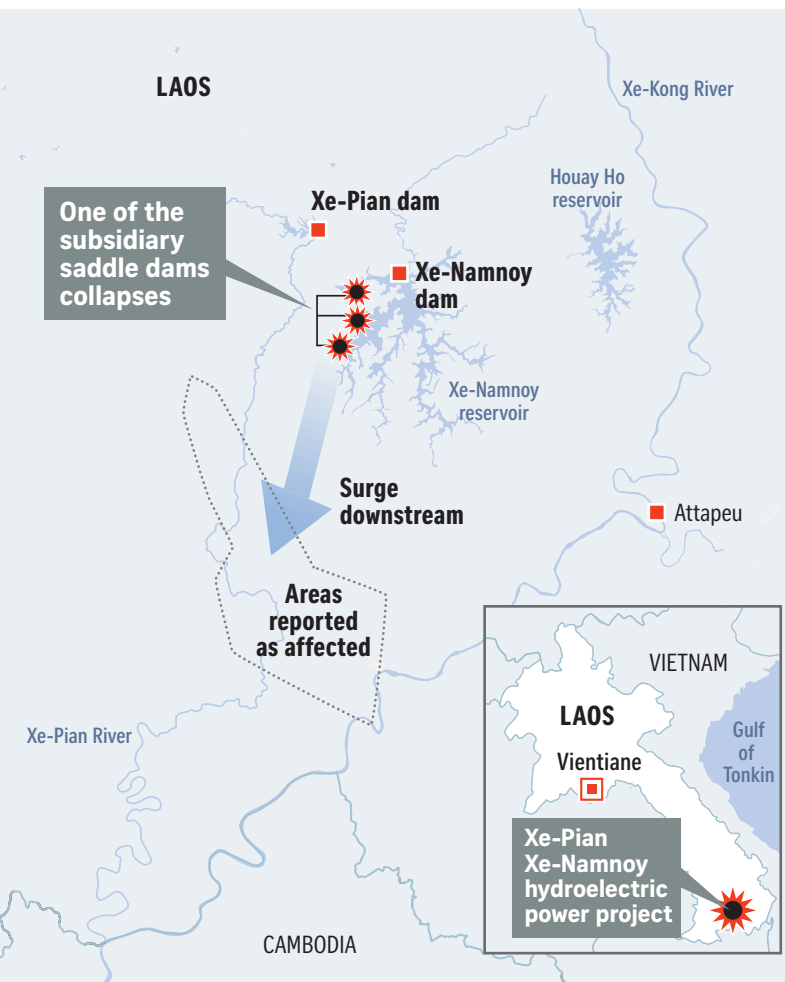 LAOS
Xe-Kong River
Houay Ho
reservoir
Xe-Pian dam
One of the
subsidiary
saddle dams
collapses
Xe-Namnoy
dam
Xe-Namnoy
reservoir
Surge
downstream
Attapeu
Areas
reported
as affected
Xe-Pian River
CAMBODIA
VIETNAM
LAOS
Gulf
of
Tonkin
Vientiane
Xe-Pian
Xe-Namnoy
hydroelectric
power project